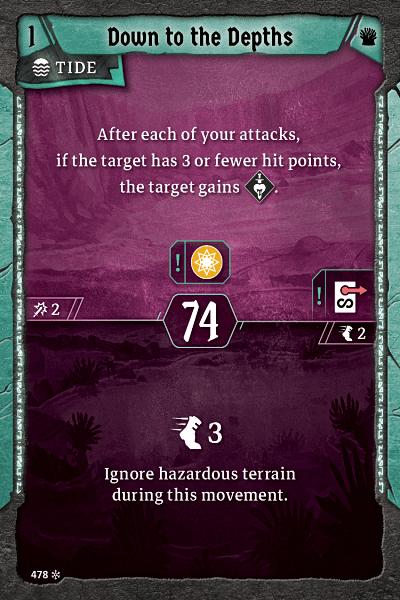 1
Down to the Depths
TIDE
After each of your attacks,
if the target has 3 or fewer hit points,
the target gains .
!
! S
2
74
2
3
Ignore hazardous terrain
during this movement.
478